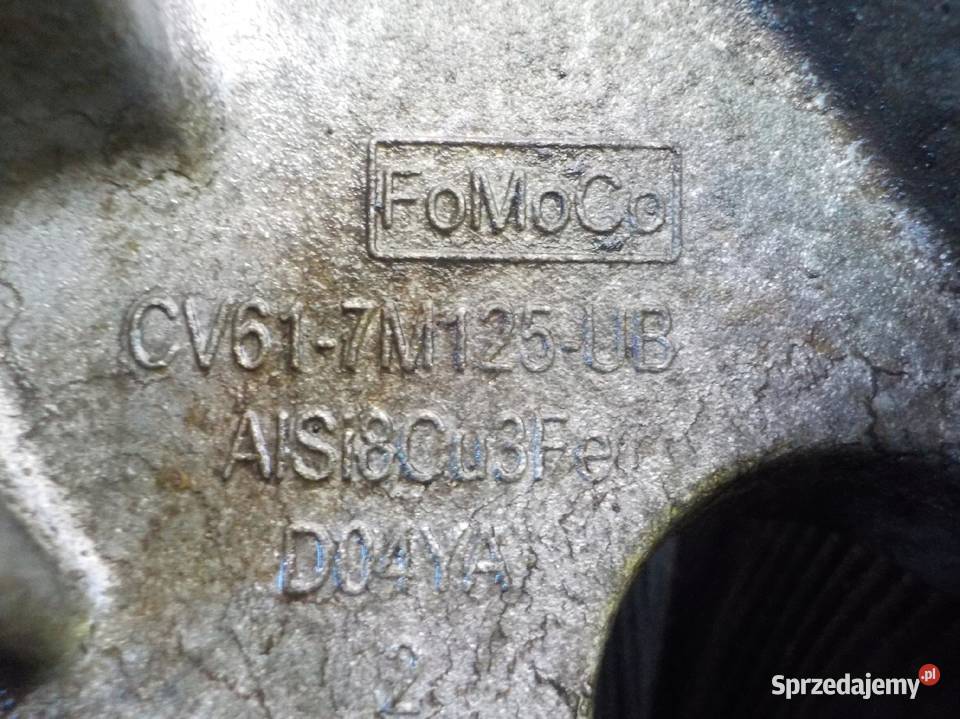 FoMoCo
CV61-7M125-UB
AlSi8Cu3Fe
D04YA
2
Sprzedajemy.pl